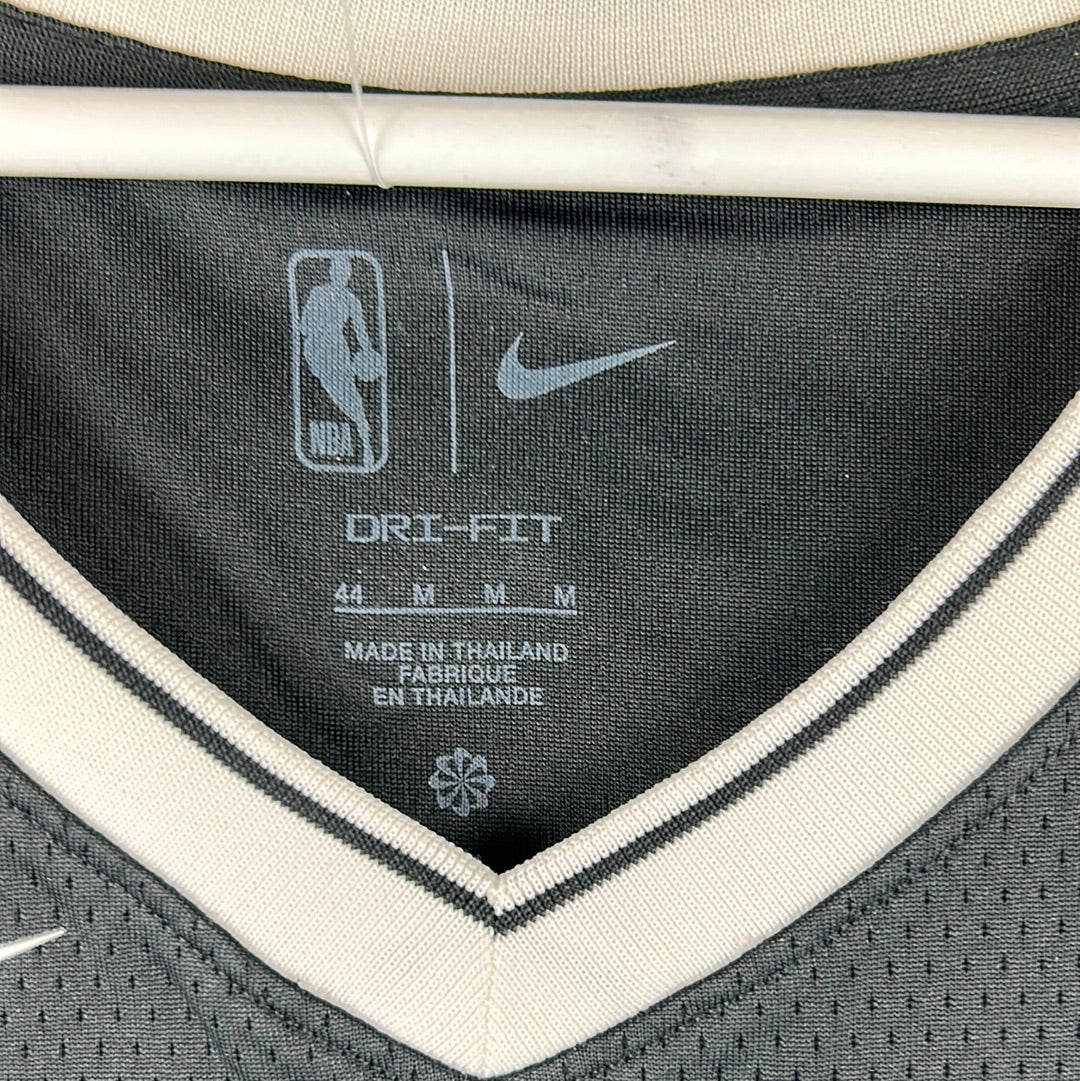 NBA
DRI-FIT
44 M M M
MADE IN THAILAND
FABRIQUE
EN THAILANDE